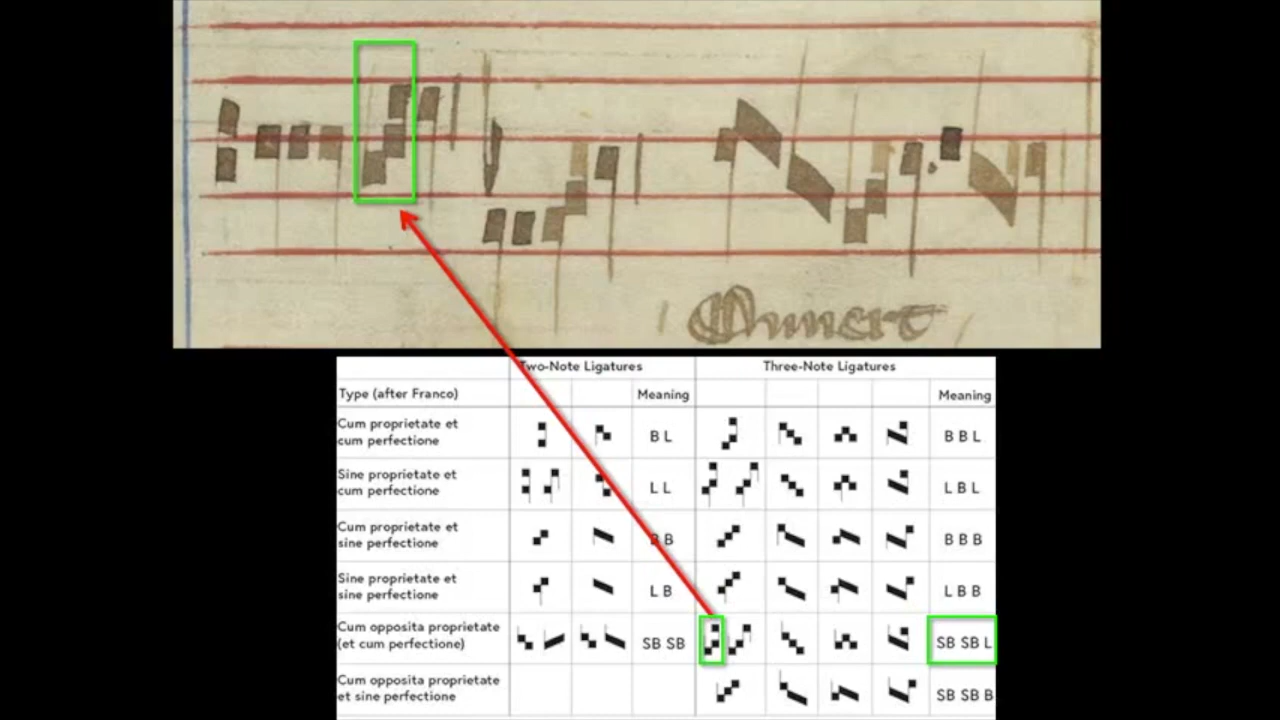 Chunert
Two-Note Ligatures Three-Note Ligatures
Type (after Franco) Meaning Meaning
Cum proprietate et
cum perfectione B L B B L
Sine proprietate et
cum perfectione L L L B L
Cum proprietate et
sine perfectione B B B B B
Sine proprietate et
sine perfectione L B L B B
Cum opposita proprietate
(et cum perfectione) SB SB SB SB L
Cum opposita proprietate
et sine perfectione SB SB B